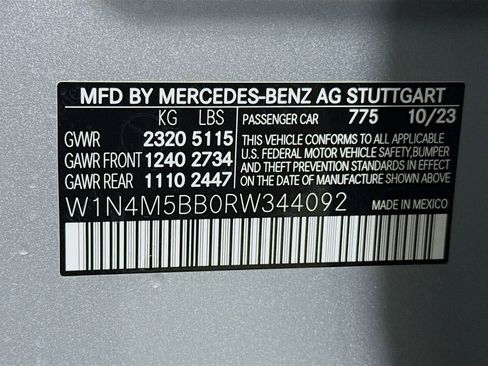 MFD BY MERCEDES-BENZ AG STUTTGART
KG LBS PASSENGER CAR 775 10/23
GVWR 2320 5115 THIS VEHICLE CONFORMS TO ALL APPLICABLE
GAWR FRONT 1240 2734 U.S. FEDERAL MOTOR VEHICLE SAFETY, BUMPER
GAWR REAR 1110 2447 AND THEFT PREVENTION STANDARDS IN EFFECT
ON THE DATE OF MANUFACTURE SHOWN ABOVE.
W1N4M5BB0RW344092 MADE IN MEXICO